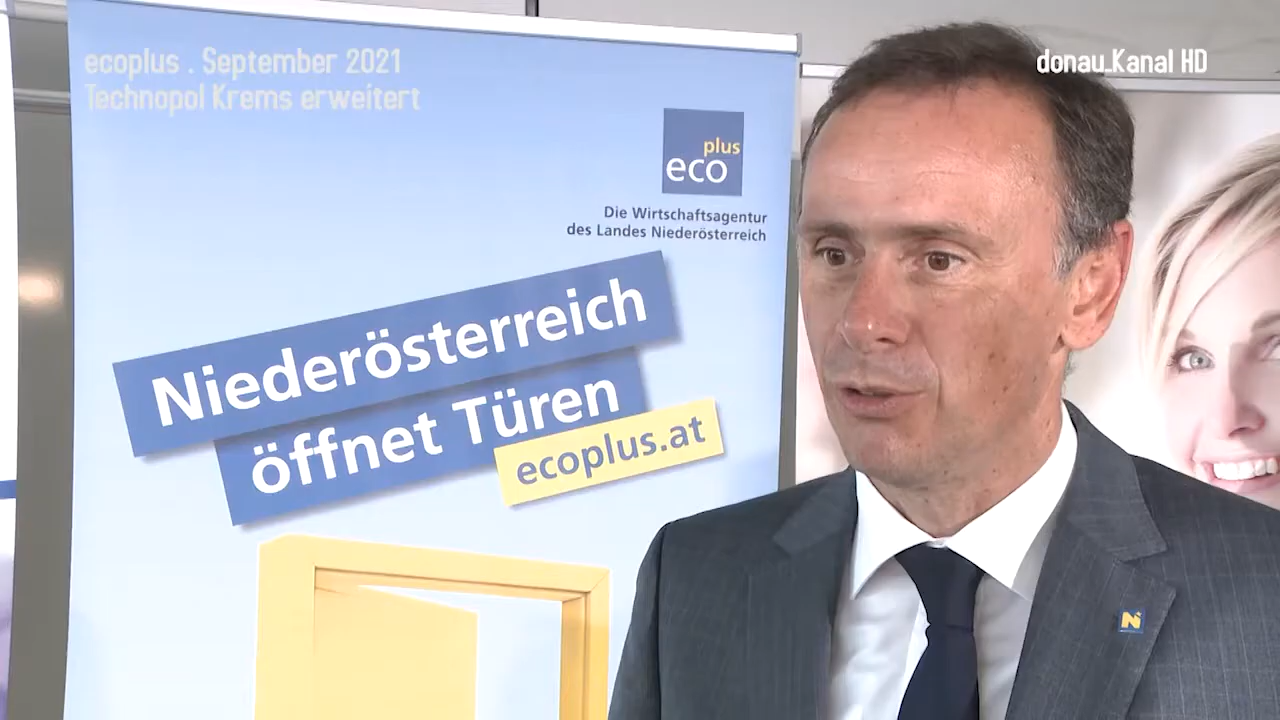 ecoplus . September 2021
Technopol Krems erweitert
donau_Kanal HD
plus
eco
Die Wirtschaftsagentur
des Landes Niederösterreich
Niederösterreich
öffnet Türen
ecoplus.at
N